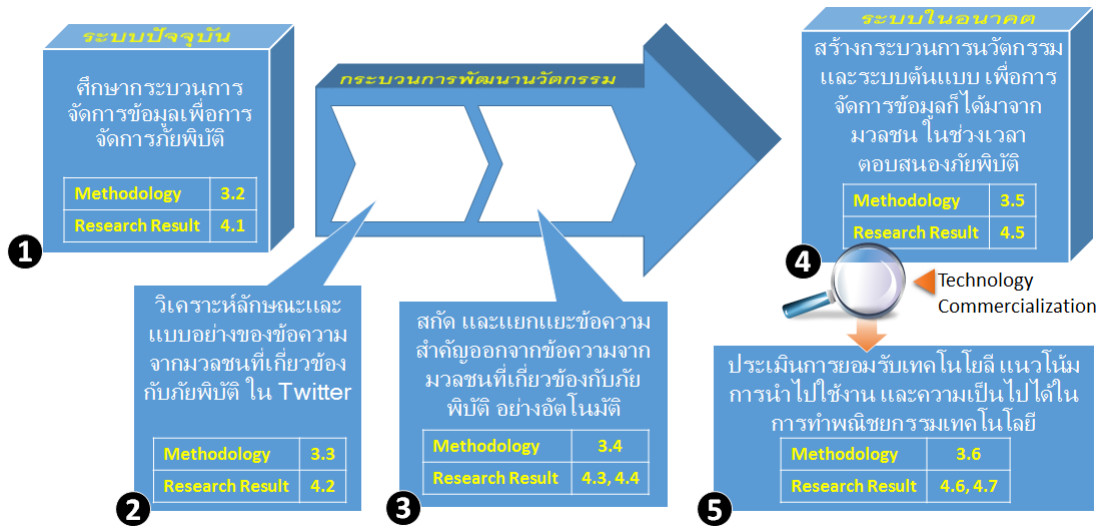 ระบบปัจจุบัน
ศึกษากระบวนการ
จัดการข้อมูลเพื่อการ
จัดการภัยพิบัติ
Methodology 3.2
Research Result 4.1
1
กระบวนการพัฒนานวัตกรรม
วิเคราะห์ลักษณะและ
แบบอย่างของข้อความ
จากมวลชนที่เกี่ยวข้อง
กับภัยพิบัติ ใน Twitter
Methodology 3.3
Research Result 4.2
2
สกัด และแยกแยะข้อความ
สำคัญออกจากข้อความจาก
มวลชนที่เกี่ยวข้องกับภัย
พิบัติ อย่างอัตโนมัติ
Methodology 3.4
Research Result 4.3, 4.4
3
ระบบในอนาคต
สร้างกระบวนการนวัตกรรม
และระบบต้นแบบ เพื่อการ
จัดการข้อมูลก็ได้มาจาก
มวลชน ในช่วงเวลา
ตอบสนองภัยพิบัติ
Methodology 3.5
Research Result 4.5
4
Technology
Commercialization
ประเมินการยอมรับเทคโนโยลี แนวโน้ม
การนำไปใช้งาน และความเป็นไปได้ใน
การทำพณิชยกรรมเทคโนโลยี
Methodology 3.6
Research Result 4.6, 4.7
5